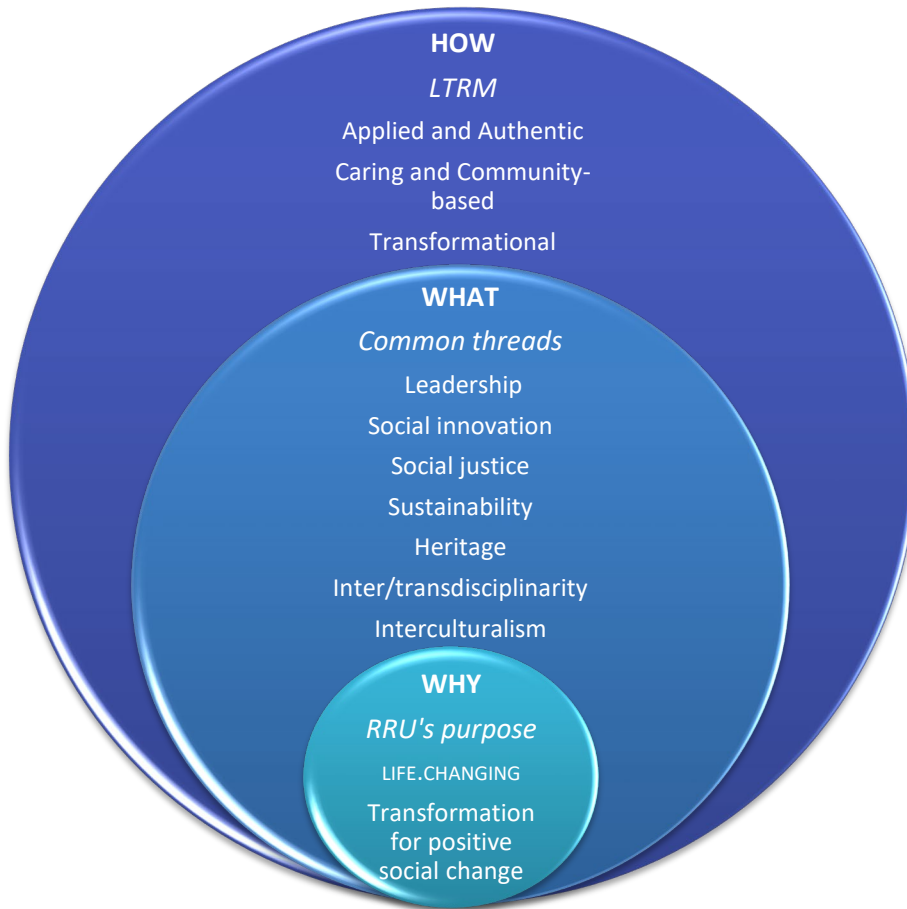 HOW
LTRM
Applied and Authentic
Caring and Community-
based
Transformational
WHAT
Common threads
Leadership
Social innovation
Social justice
Sustainability
Heritage
Inter/transdisciplinarity
Interculturalism
WHY
RRU's purpose
LIFE.CHANGING
Transformation
for positive
social change